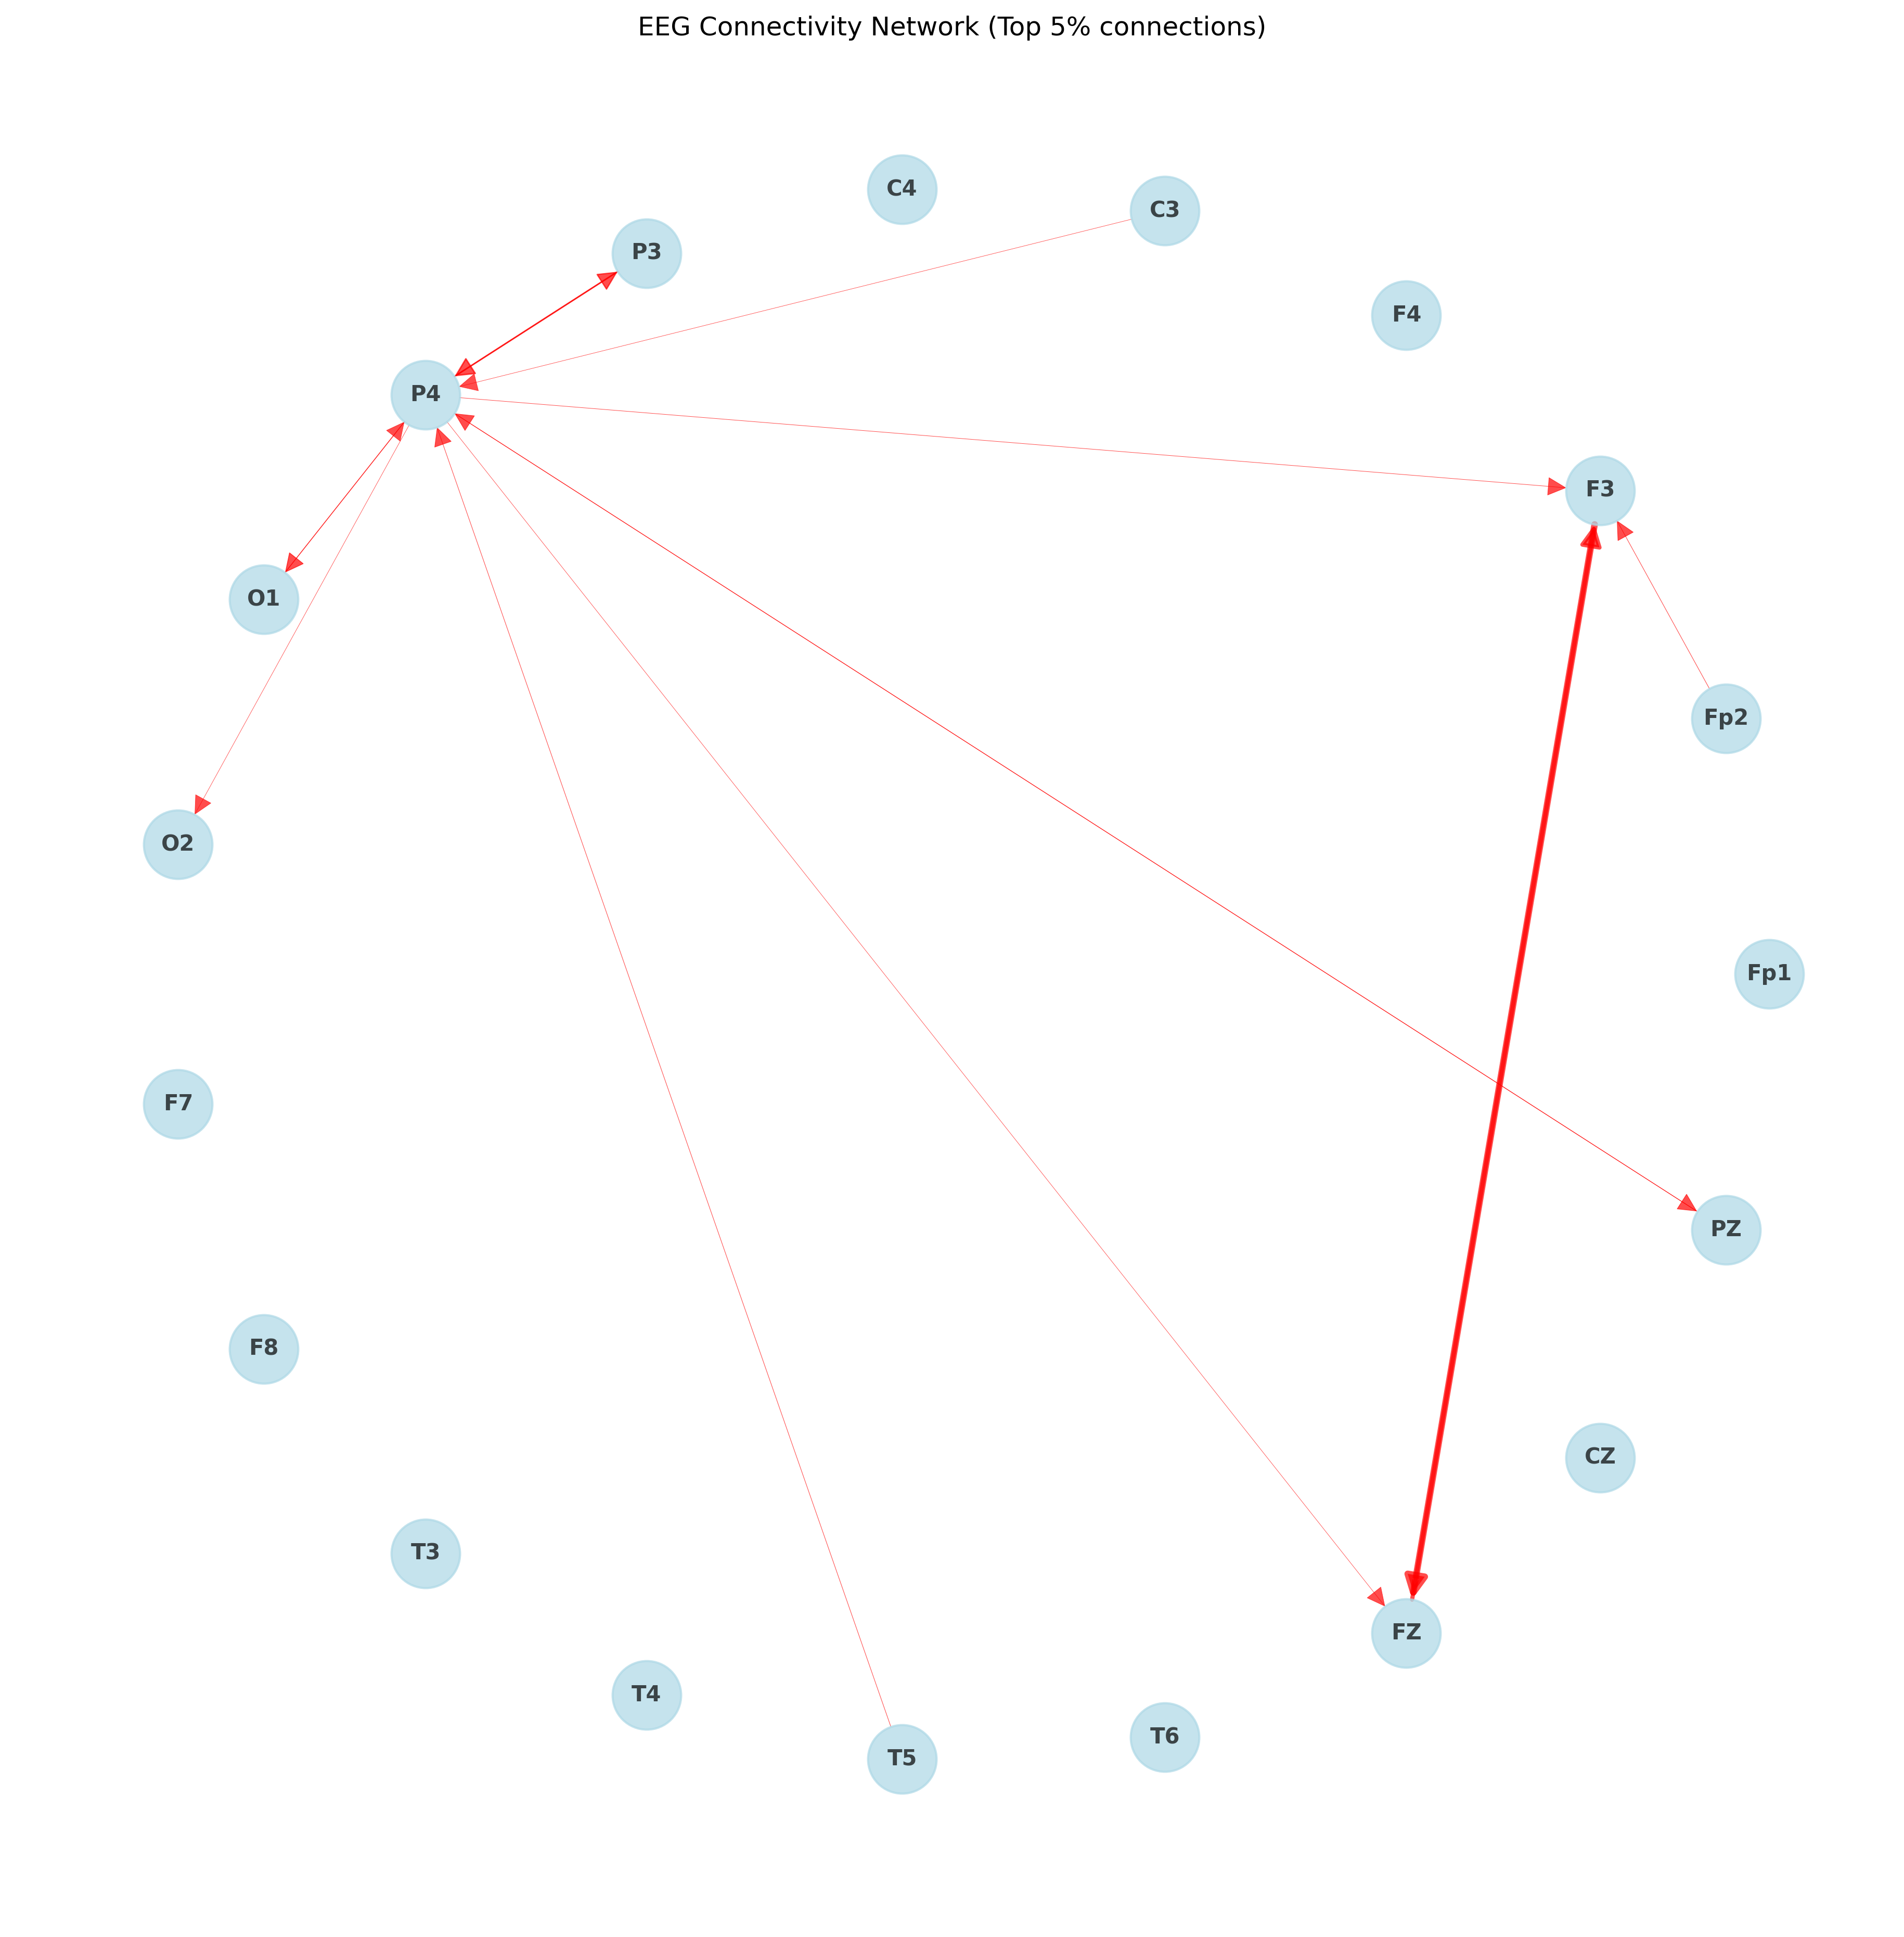 EEG Connectivity Network (Top 5% connections)
C4
C3
P3
F4
P4
F3
O1
Fp2
O2
Fp1
F7
PZ
F8
CZ
T3
FZ
T4
T6
T5